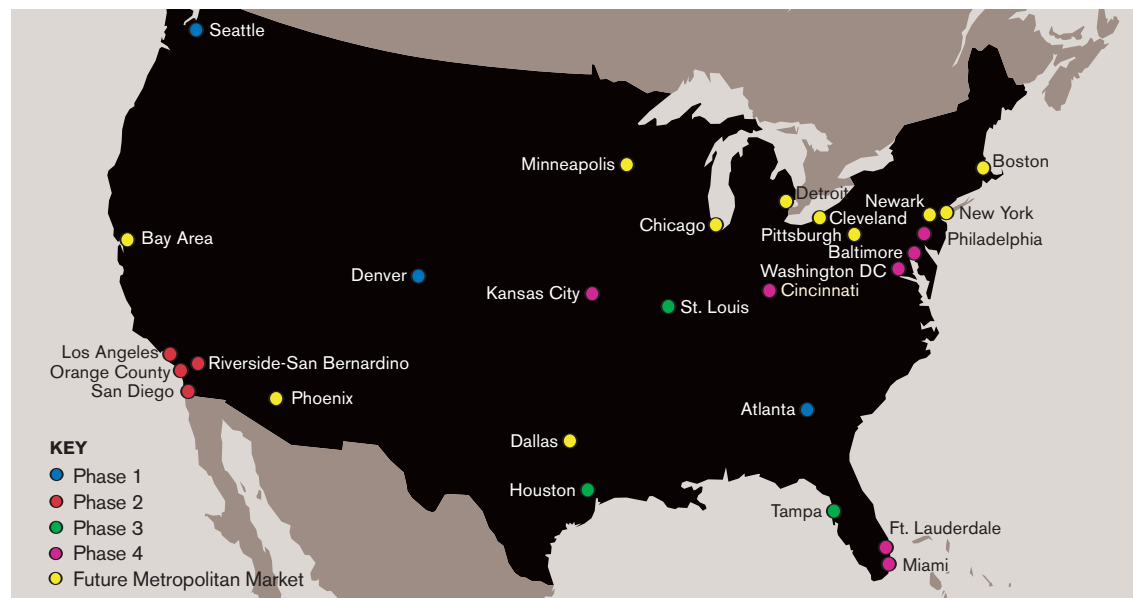 Seattle
Minneapolis
Boston
Detroit
Newark
New York
Chicago
Cleveland
Bay Area
Pittsburgh
Philadelphia
Baltimore
Denver
Washington DC
Kansas City
Cincinnati
St. Louis
Los Angeles
Riverside-San Bernardino
Orange County
San Diego
Phoenix
Atlanta
Dallas
Houston
Tampa
Ft. Lauderdale
Miami
KEY
Phase 1
Phase 2
Phase 3
Phase 4
Future Metropolitan Market